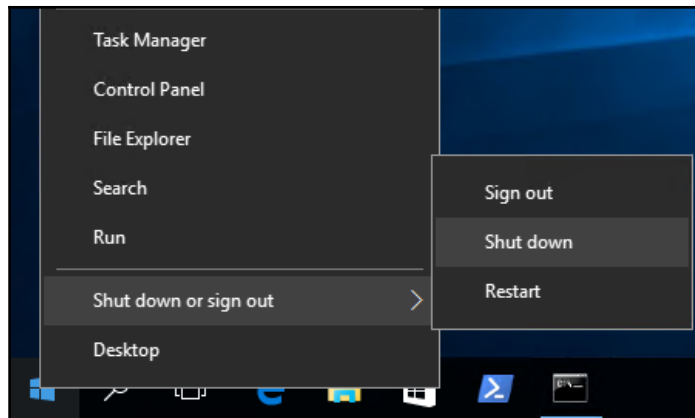 Task Manager
Control Panel
File Explorer
Search
Run
Shut down or sign out
Desktop
Sign out
Shut down
Restart